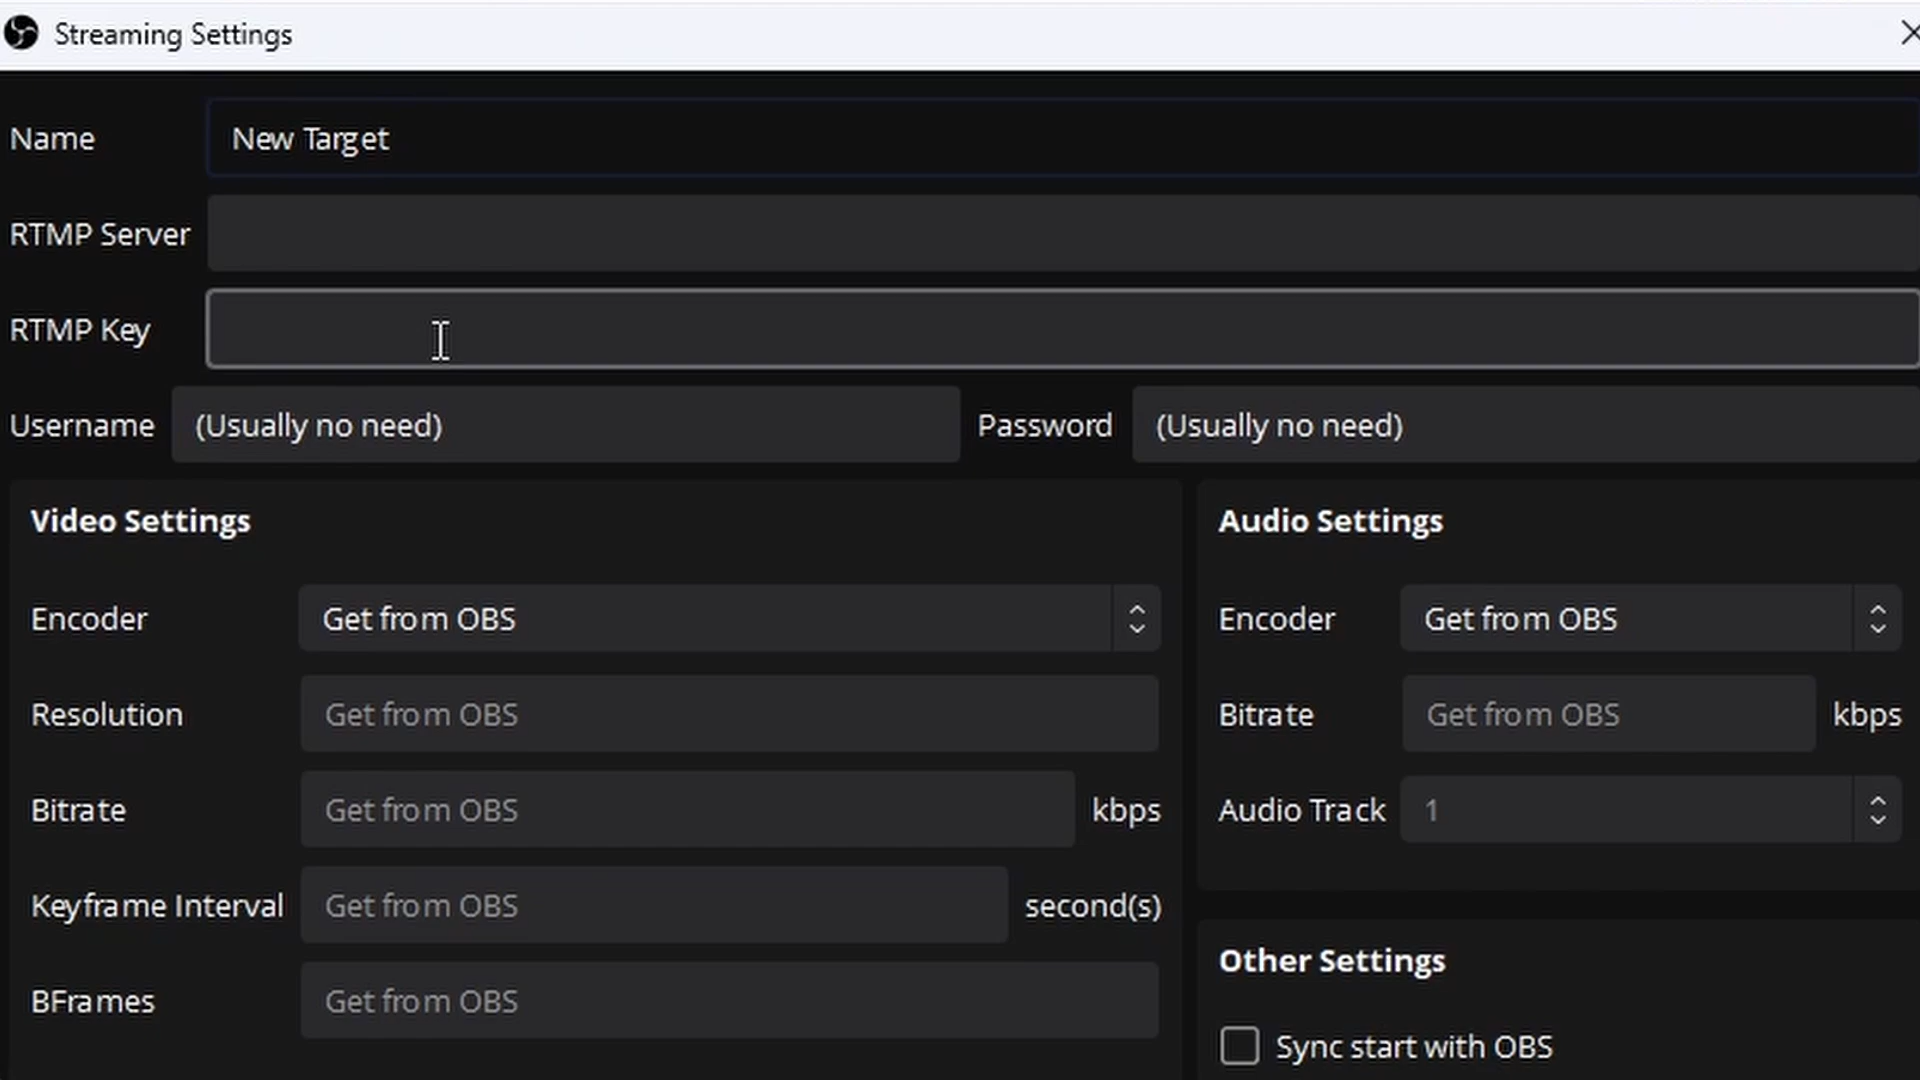 Streaming Settings
Name New Target
RTMP Server
RTMP Key
Username (Usually no need) Password (Usually no need)
Video Settings
Encoder Get from OBS
Resolution Get from OBS
Bitrate Get from OBS kbps
Keyframe Interval Get from OBS second(s)
BFrames Get from OBS
Audio Settings
Encoder Get from OBS
Bitrate Get from OBS kbps
Audio Track 1
Other Settings
Sync start with OBS